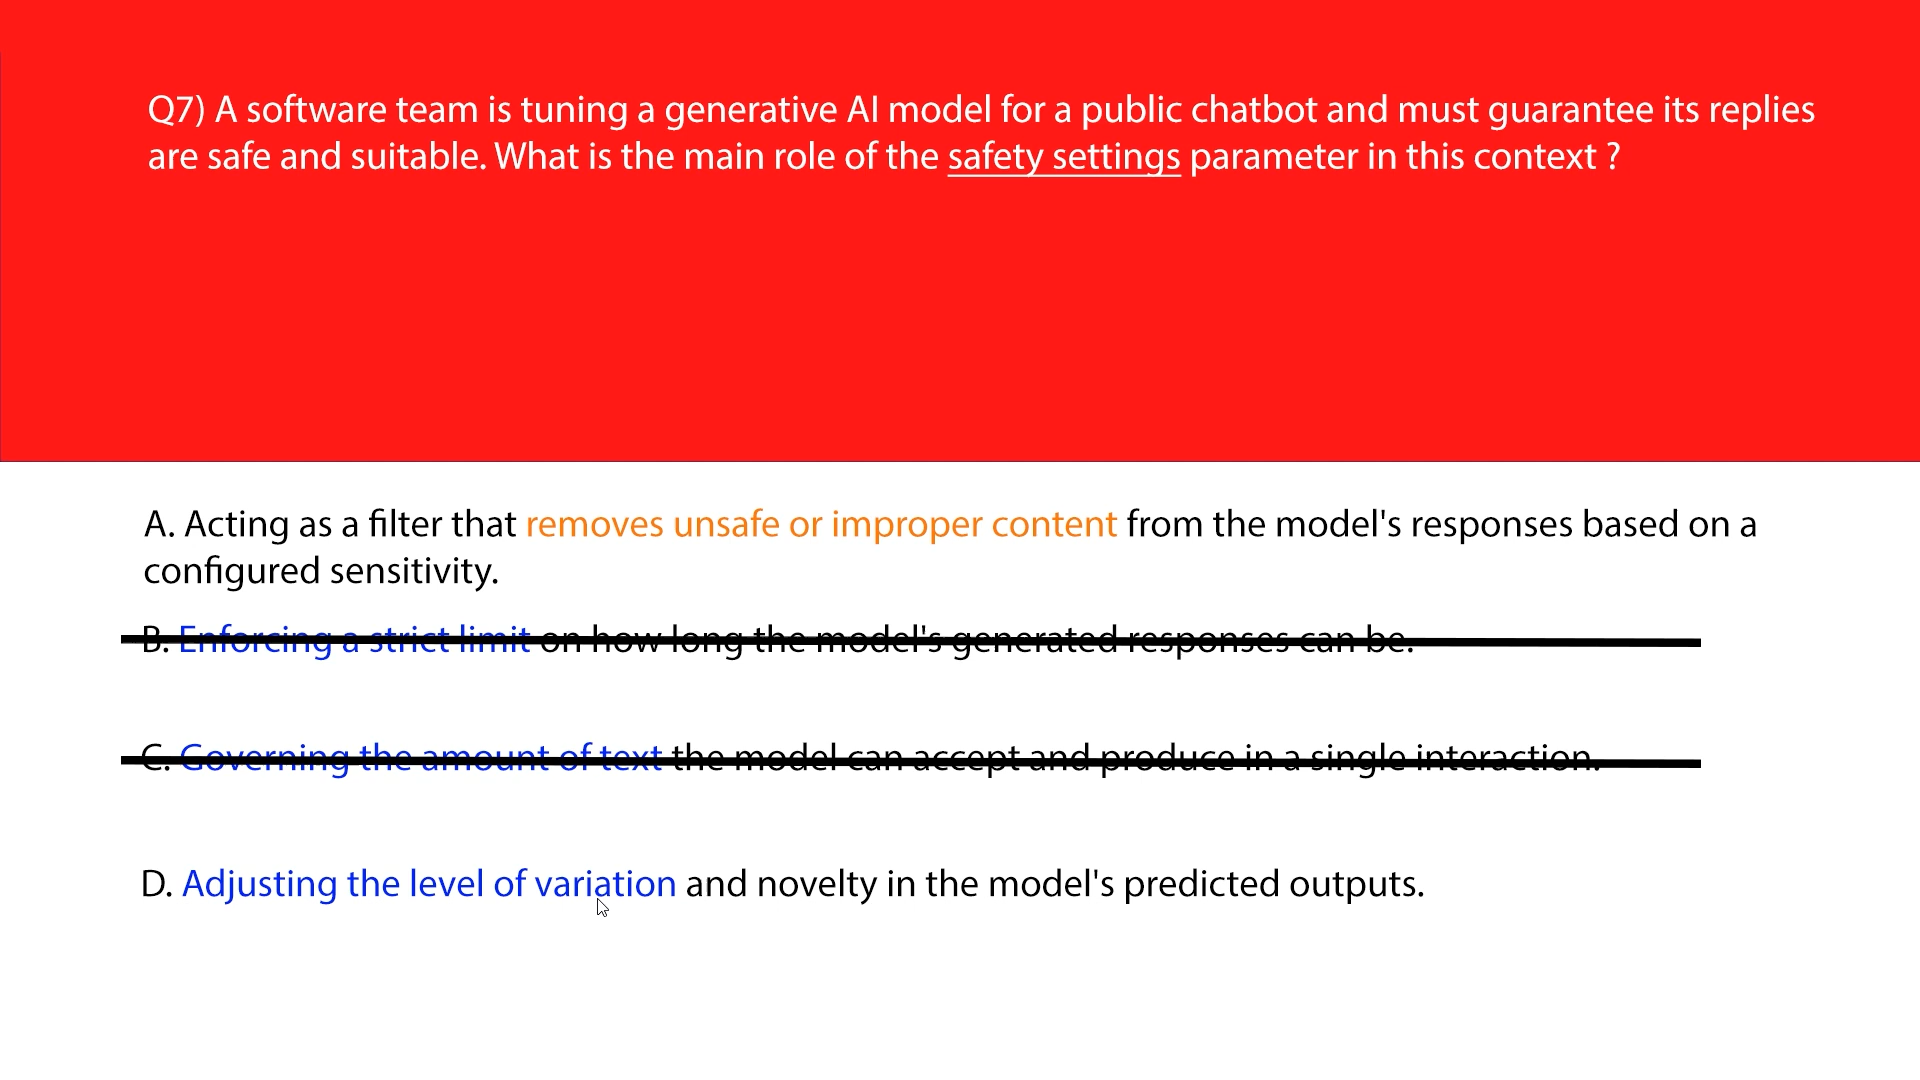 Q7) A software team is tuning a generative AI model for a public chatbot and must guarantee its replies
are safe and suitable. What is the main role of the safety settings parameter in this context ?
A. Acting as a filter that removes unsafe or improper content from the model's responses based on a
configured sensitivity.
B. Enforcing a strict limit on how long the model's generated responses can be.
C. Governing the amount of text the model can accept and produce in a single interaction.
D. Adjusting the level of variation and novelty in the model's predicted outputs.